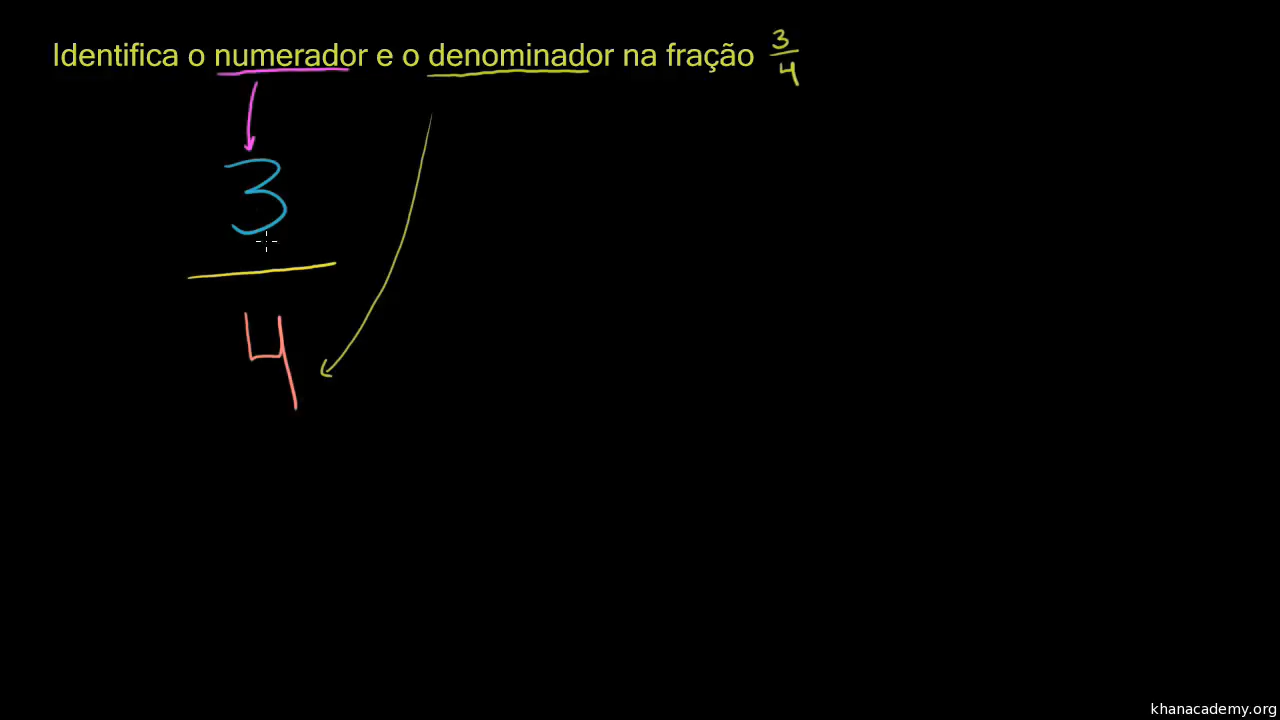 Identifica o numerador e o denominador na fração 3/4
3
4
khanacademy.org